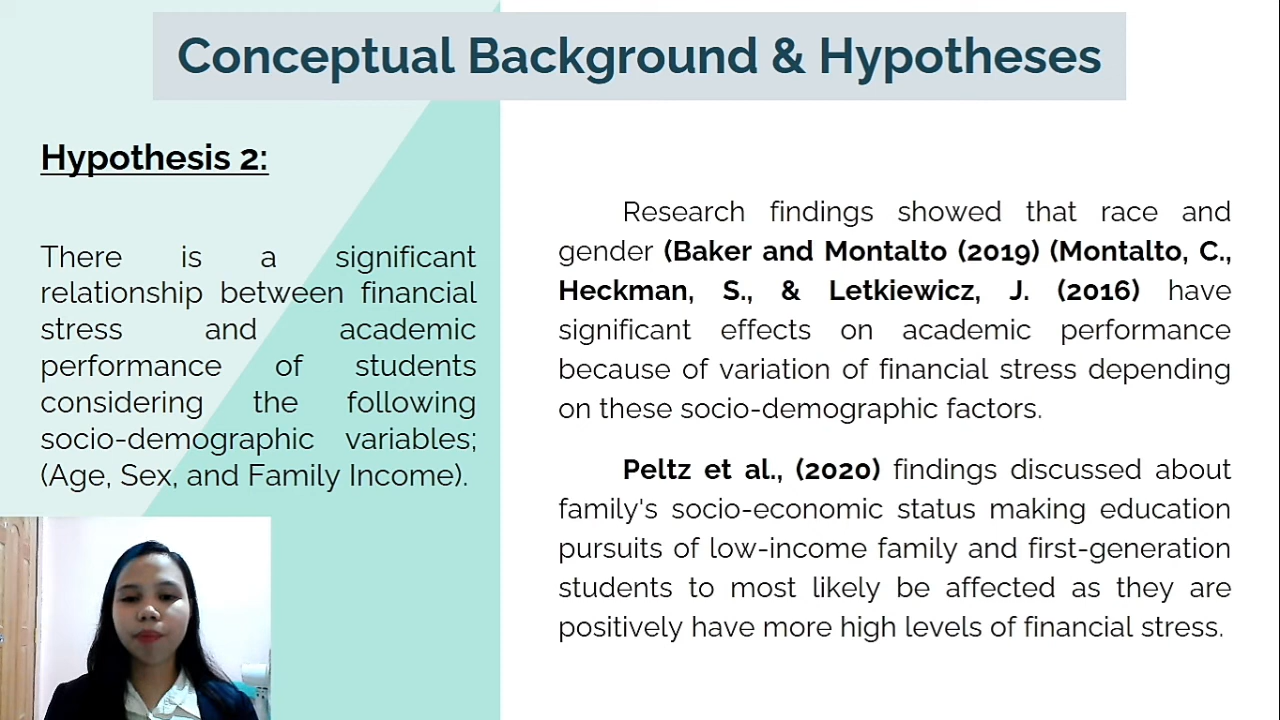 Conceptual Background & Hypotheses
Hypothesis 2:
There is a significant
relationship between financial
stress and academic
performance of students
considering the following
socio-demographic variables;
(Age, Sex, and Family Income).
Research findings showed that race and
gender (Baker and Montalto (2019) (Montalto, C.,
Heckman, S., & Letkiewicz, J. (2016) have
significant effects on academic performance
because of variation of financial stress depending
on these socio-demographic factors.
Peltz et al., (2020) findings discussed about
family's socio-economic status making education
pursuits of low-income family and first-generation
students to most likely be affected as they are
positively have more high levels of financial stress.